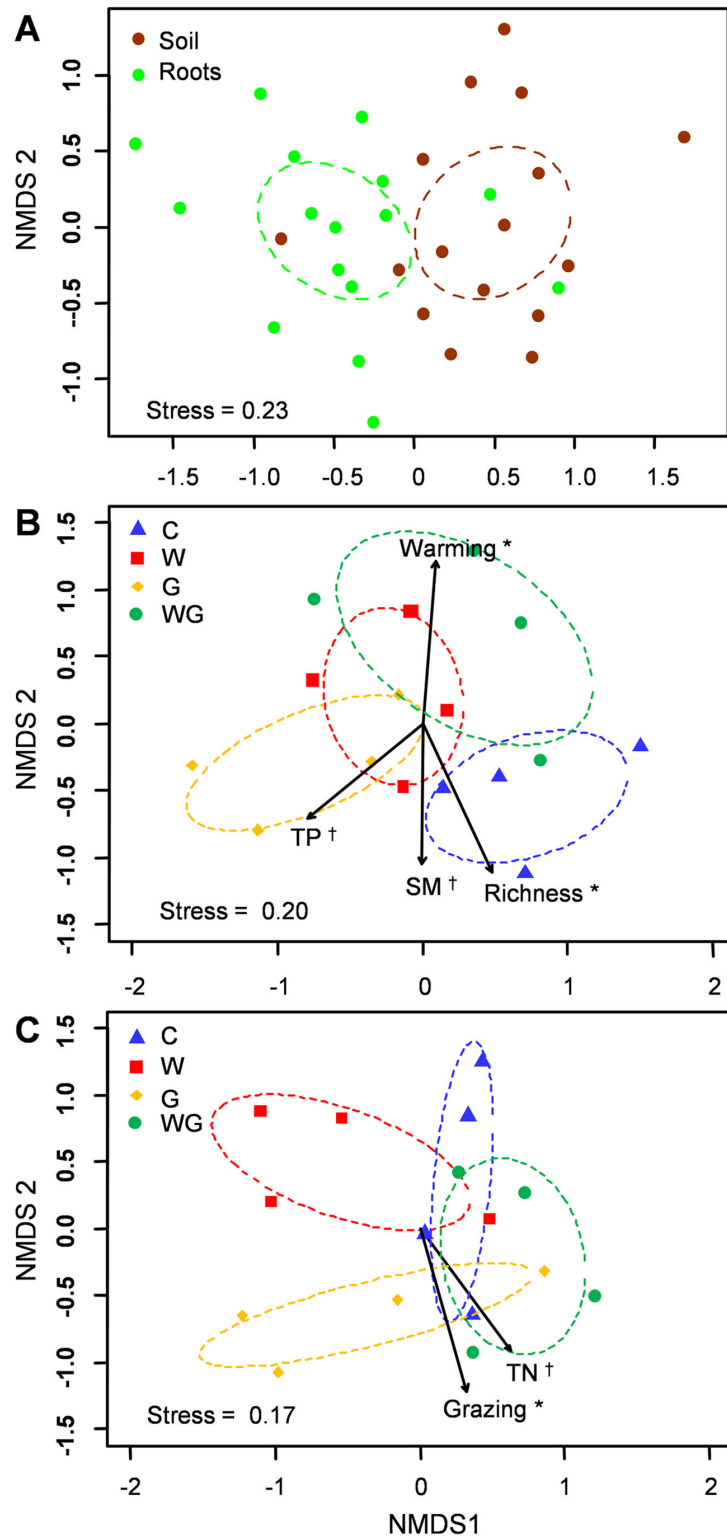 A
Soil
Roots
NMDS 2
1.0
0.5
0.0
--0.5
-1.0
Stress = 0.23
-1.5 -1.0 -0.5 0 0.5 1.0 1.5
B
C
W
G
WG
Warming *
NMDS 2
1.5
1.0
0.5
0.0
-0.5
-1.0
-1.5
TP †
SM †
Richness *
Stress = 0.20
-2 -1 0 1 2
C
C
W
G
WG
NMDS 2
1.5
1.0
0.5
0.0
-0.5
-1.0
-1.5
TN †
Grazing *
Stress = 0.17
-2 -1 0 1 2
NMDS1